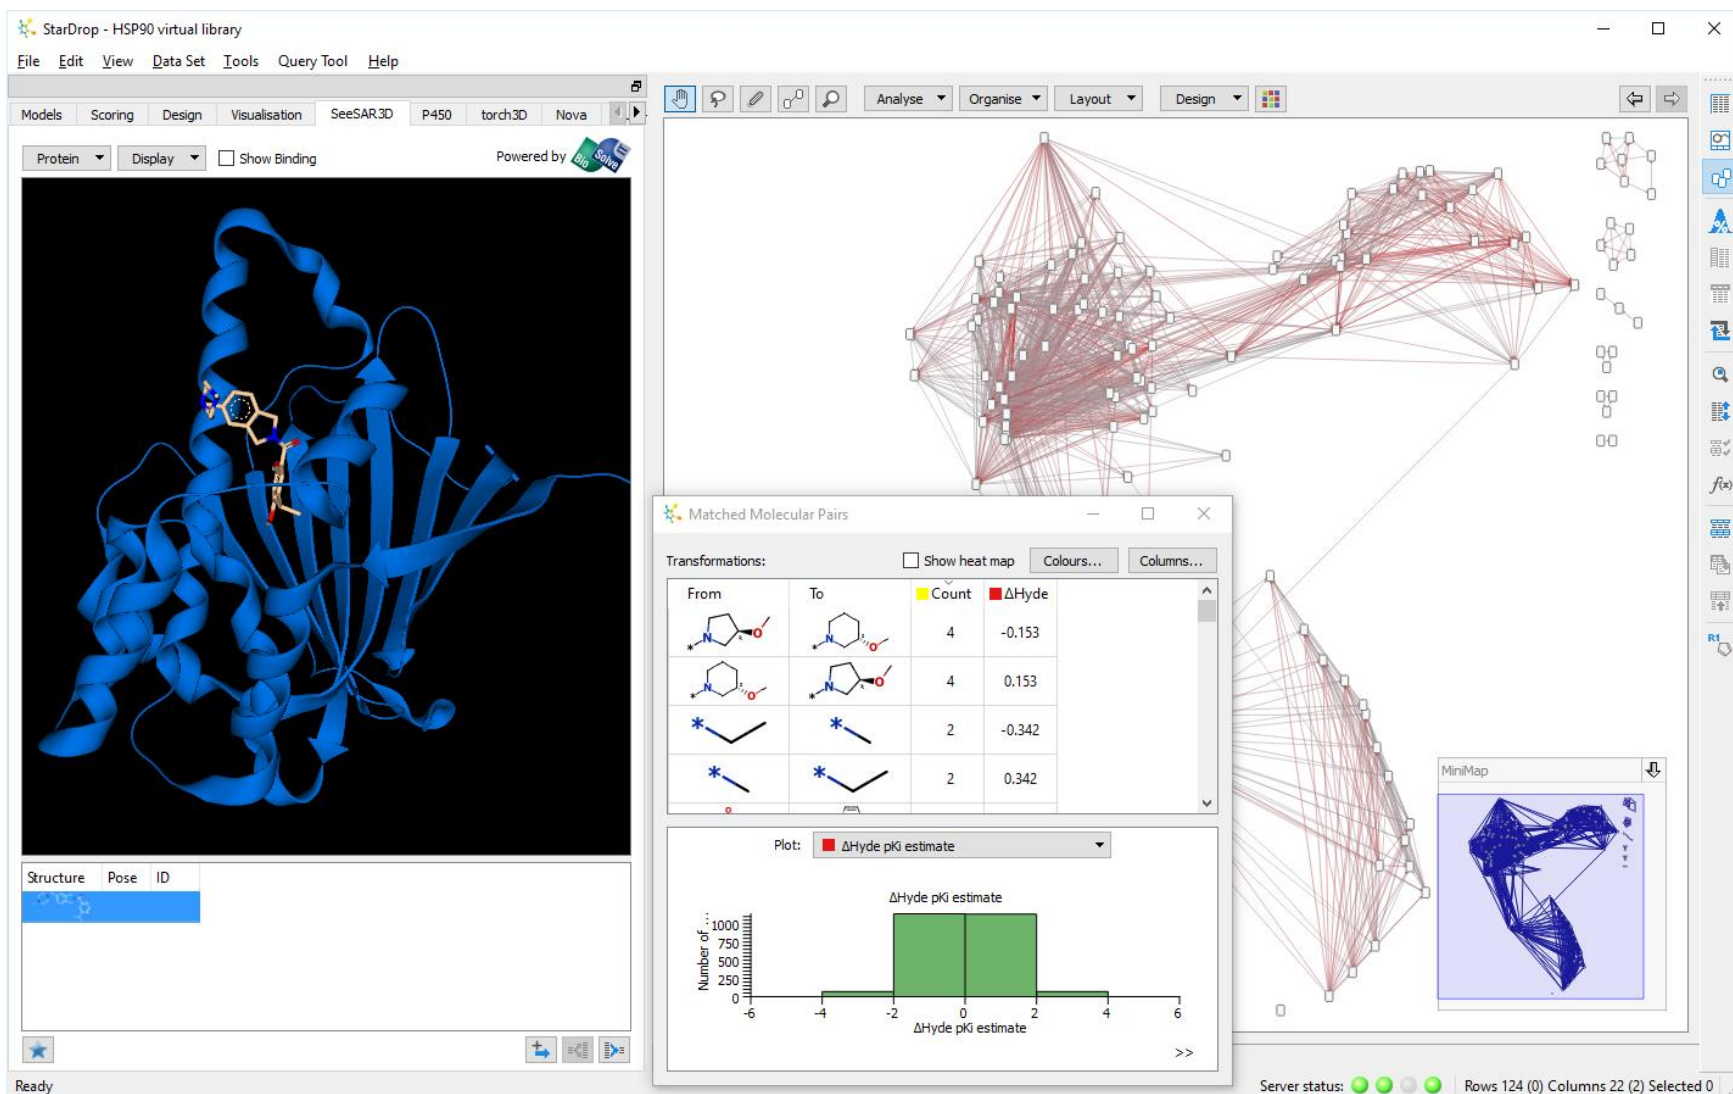 StarDrop - HSP90 virtual library
File Edit View Data Set Tools Query Tool Help
Models Scoring Design Visualisation SeeSAR3D P450 torch3D Nova
Protein Display Show Binding Powered by BioSolveIT
Analyse Organise Layout Design
f(x)
R1
Structure Pose ID
Matched Molecular Pairs
Transformations: Show heat map Colours... Columns...
From To Count ΔHyde
* N R O * N S O 4 -0.153
* N S O * N R O 4 0.153
* * 2 -0.342
* * 2 0.342
Plot: ΔHyde pKi estimate
ΔHyde pKi estimate
Number of ...
1000
750
500
250
0
-6 -4 -2 0 2 4 6
ΔHyde pKi estimate
>>
MiniMap
Ready
Server status: Rows 124 (0) Columns 22 (2) Selected 0